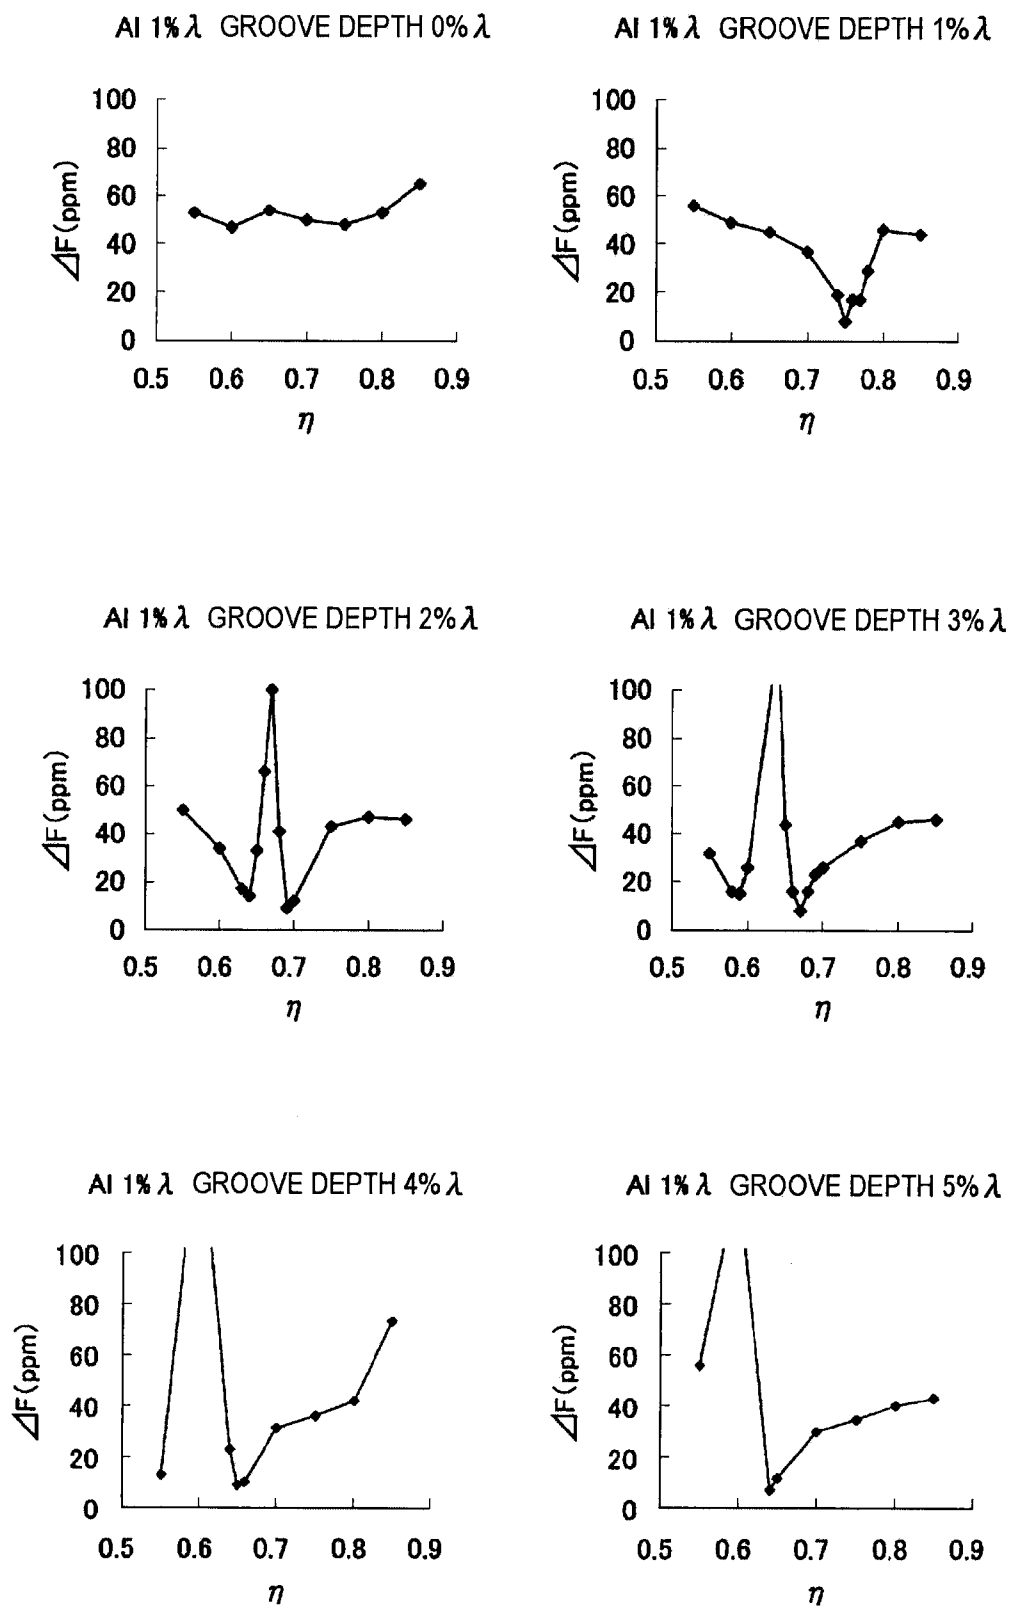 Al 1% λ GROOVE DEPTH 0% λ
100
80
60
40
20
0
⊿F(ppm)
0.5 0.6 0.7 0.8 0.9
η
Al 1% λ GROOVE DEPTH 1% λ
100
80
60
40
20
0
⊿F(ppm)
0.5 0.6 0.7 0.8 0.9
η
Al 1% λ GROOVE DEPTH 2% λ
100
80
60
40
20
0
⊿F(ppm)
0.5 0.6 0.7 0.8 0.9
η
Al 1% λ GROOVE DEPTH 3% λ
100
80
60
40
20
0
⊿F(ppm)
0.5 0.6 0.7 0.8 0.9
η
Al 1% λ GROOVE DEPTH 4% λ
100
80
60
40
20
0
⊿F(ppm)
0.5 0.6 0.7 0.8 0.9
η
Al 1% λ GROOVE DEPTH 5% λ
100
80
60
40
20
0
⊿F(ppm)
0.5 0.6 0.7 0.8 0.9
η